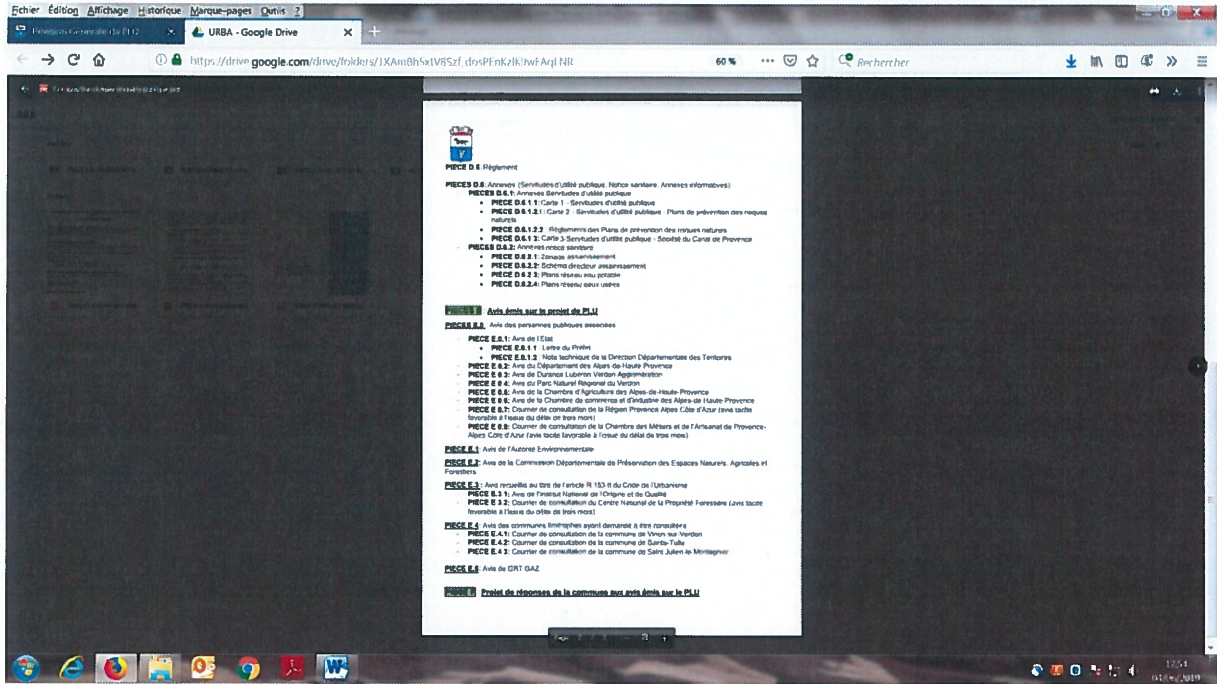 Fichier Édition Affichage Historique Marque-pages Outils ?
URBA - Google Drive
60 %
Rechercher
PIECE D.5: Règlement
PIECES D.6: Annexes (Servitudes d'utilité publique, Notice sanitaire, Annexes informatives)
PIECES D.6.1: Annexes Servitudes d'utilité publique
PIECE D.6.1.1: Carte 1 - Servitudes d'utilité publique
PIECE D.6.1.2.1: Carte 2 - Servitudes d'utilité publique - Plans de prévention des risques
naturels
PIECE D.6.1.2.2: Règlements des Plans de prévention des risques naturels
PIECE D.6.1.3: Carte 3-Servitudes d'utilité publique - Société du Canal de Provence
PIECES D.6.2: Annexes notice sanitaire
PIECE D.6.2.1: Zonage assainissement
PIECE D.6.2.2: Schéma directeur assainissement
PIECE D.6.2.3: Plans réseau eau potable
PIECE D.6.2.4: Plans réseau eaux usées
Avis émis sur le projet de PLU
PIECES E.0: Avis des personnes publiques associées
PIECE E.0.1: Avis de l'Etat
PIECE E.0.1.1: Lettre du Préfet
PIECE E.0.1.2: Note technique de la Direction Départementale des Territoires
PIECE E.0.2: Avis du Département des Alpes-de-Haute Provence
PIECE E.0.3: Avis de Durance Luberon Verdon Agglomération
PIECE E.0.4: Avis du Parc Naturel Régional du Verdon
PIECE E.0.5: Avis de la Chambre d'Agriculture des Alpes-de-Haute-Provence
PIECE E.0.6: Avis de la Chambre de commerce et d'industrie des Alpes-de Haute-Provence
PIECE E.0.7: Courrier de consultation de la Région Provence Alpes Côte d'Azur (avis tacite
favorable à l'issue du délai de trois mois)
PIECE E.0.8: Courrier de consultation de la Chambre des Métiers et de l'Artisanat de Provence-
Alpes Côte d'Azur (avis tacite favorable à l'issue du délai de trois mois)
PIECE E.1: Avis de l'Autorité Environnementale
PIECE E.2: Avis de la Commission Départementale de Préservation des Espaces Naturels, Agricoles et
Forestiers
PIECE E.3: Avis recueillis au titre de l'article R 153-6 du Code de l'Urbanisme
PIECE E.3.1: Avis de l'Institut National de l'Origine et de Qualité
PIECE E.3.2: Courrier de consultation du Centre National de la Propriété Forestière (avis tacite
favorable à l'issue du délai de trois mois)
PIECE E.4: Avis des communes limitrophes ayant demandé à être consultées
PIECE E.4.1: Courrier de consultation de la commune de Vinon-sur-Verdon
PIECE E.4.2: Courrier de consultation de la commune de Sainte-Tulle
PIECE E.4.3: Courrier de consultation de la commune de Saint Julien-le-Montagnier
PIECE E.5: Avis de GRT GAZ
Projet de réponses de la commune aux avis émis sur le PLU
17:54